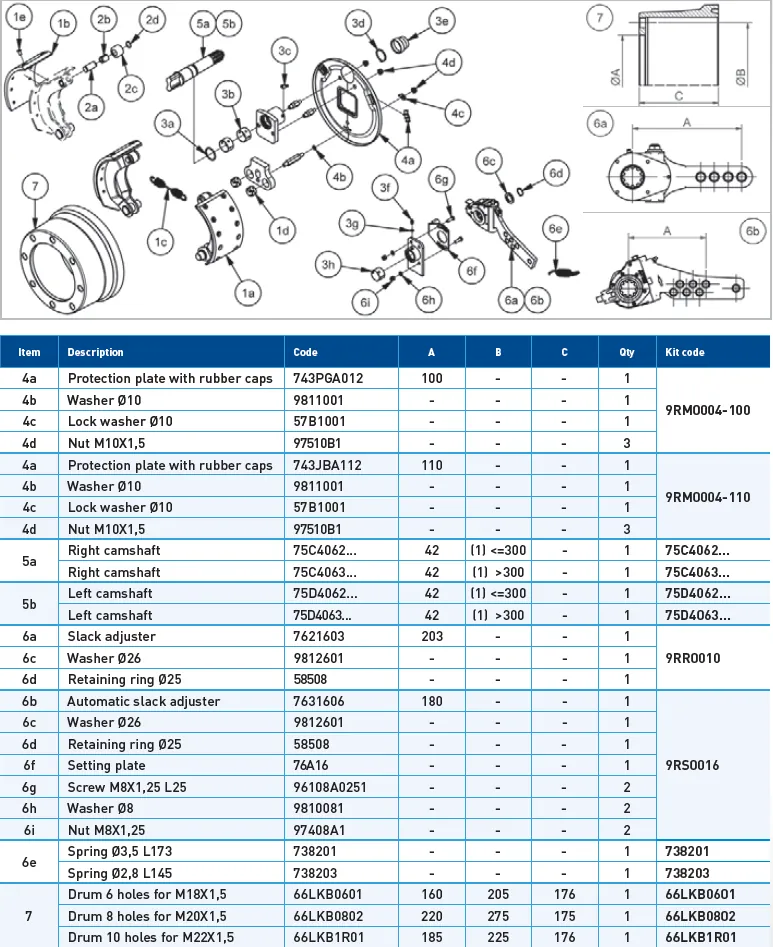 1e 1b 2b 2d 5a 5b 3d 3e 7
3c 4d
2a 2c
3b 4c ØA ØB
3a 4a C
4b 6a A
6c
7 3f 6g 6d
1c 1d 3g 6e A 6b
3h 6f
1a 6i 6h 6a 6b
Item Description Code A B C Qty Kit code
4a Protection plate with rubber caps 743PGA012 100 - - 1
4b Washer Ø10 9811001 - - - 1
9RM0004-100
4c Lock washer Ø10 57B1001 - - - 1
4d Nut M10X1,5 97510B1 - - - 3
4a Protection plate with rubber caps 743JBA112 110 - - 1
4b Washer Ø10 9811001 - - - 1
9RM0004-110
4c Lock washer Ø10 57B1001 - - - 1
4d Nut M10X1,5 97510B1 - - - 3
5a Right camshaft 75C4062... 42 (1) <=300 - 1 75C4062...
Right camshaft 75C4063... 42 (1) >300 - 1 75C4063...
5b Left camshaft 75D4062... 42 (1) <=300 - 1 75D4062...
Left camshaft 75D4063... 42 (1) >300 - 1 75D4063...
6a Slack adjuster 7621603 203 - - 1
6c Washer Ø26 9812601 - - - 1 9RR0010
6d Retaining ring Ø25 58508 - - - 1
6b Automatic slack adjuster 7631606 180 - - 1
6c Washer Ø26 9812601 - - - 1
6d Retaining ring Ø25 58508 - - - 1
6f Setting plate 76A16 - - - 1 9RS0016
6g Screw M8X1,25 L25 96108A0251 - - - 2
6h Washer Ø8 9810081 - - - 2
6i Nut M8X1,25 97408A1 - - - 2
6e Spring Ø3,5 L173 738201 - - - 1 738201
Spring Ø2,8 L145 738203 - - - 1 738203
Drum 6 holes for M18X1,5 66LKB0601 160 205 176 1 66LKB0601
7 Drum 8 holes for M20X1,5 66LKB0802 220 275 175 1 66LKB0802
Drum 10 holes for M22X1,5 66LKB1R01 185 225 176 1 66LKB1R01